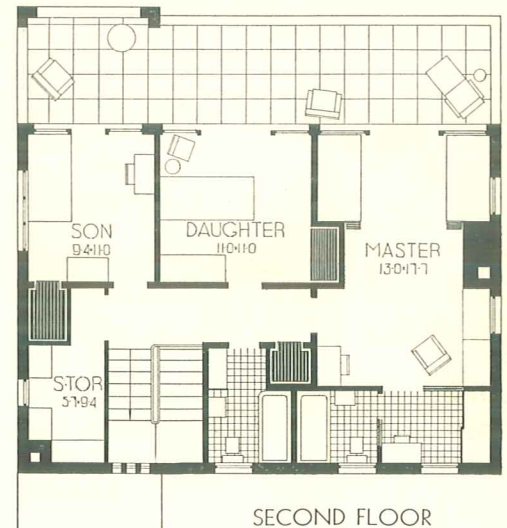 SON
9·4·11·0
DAUGHTER
11·0·11·0
MASTER
13·0·17·7
STOR
5·7·9·4
SECOND FLOOR